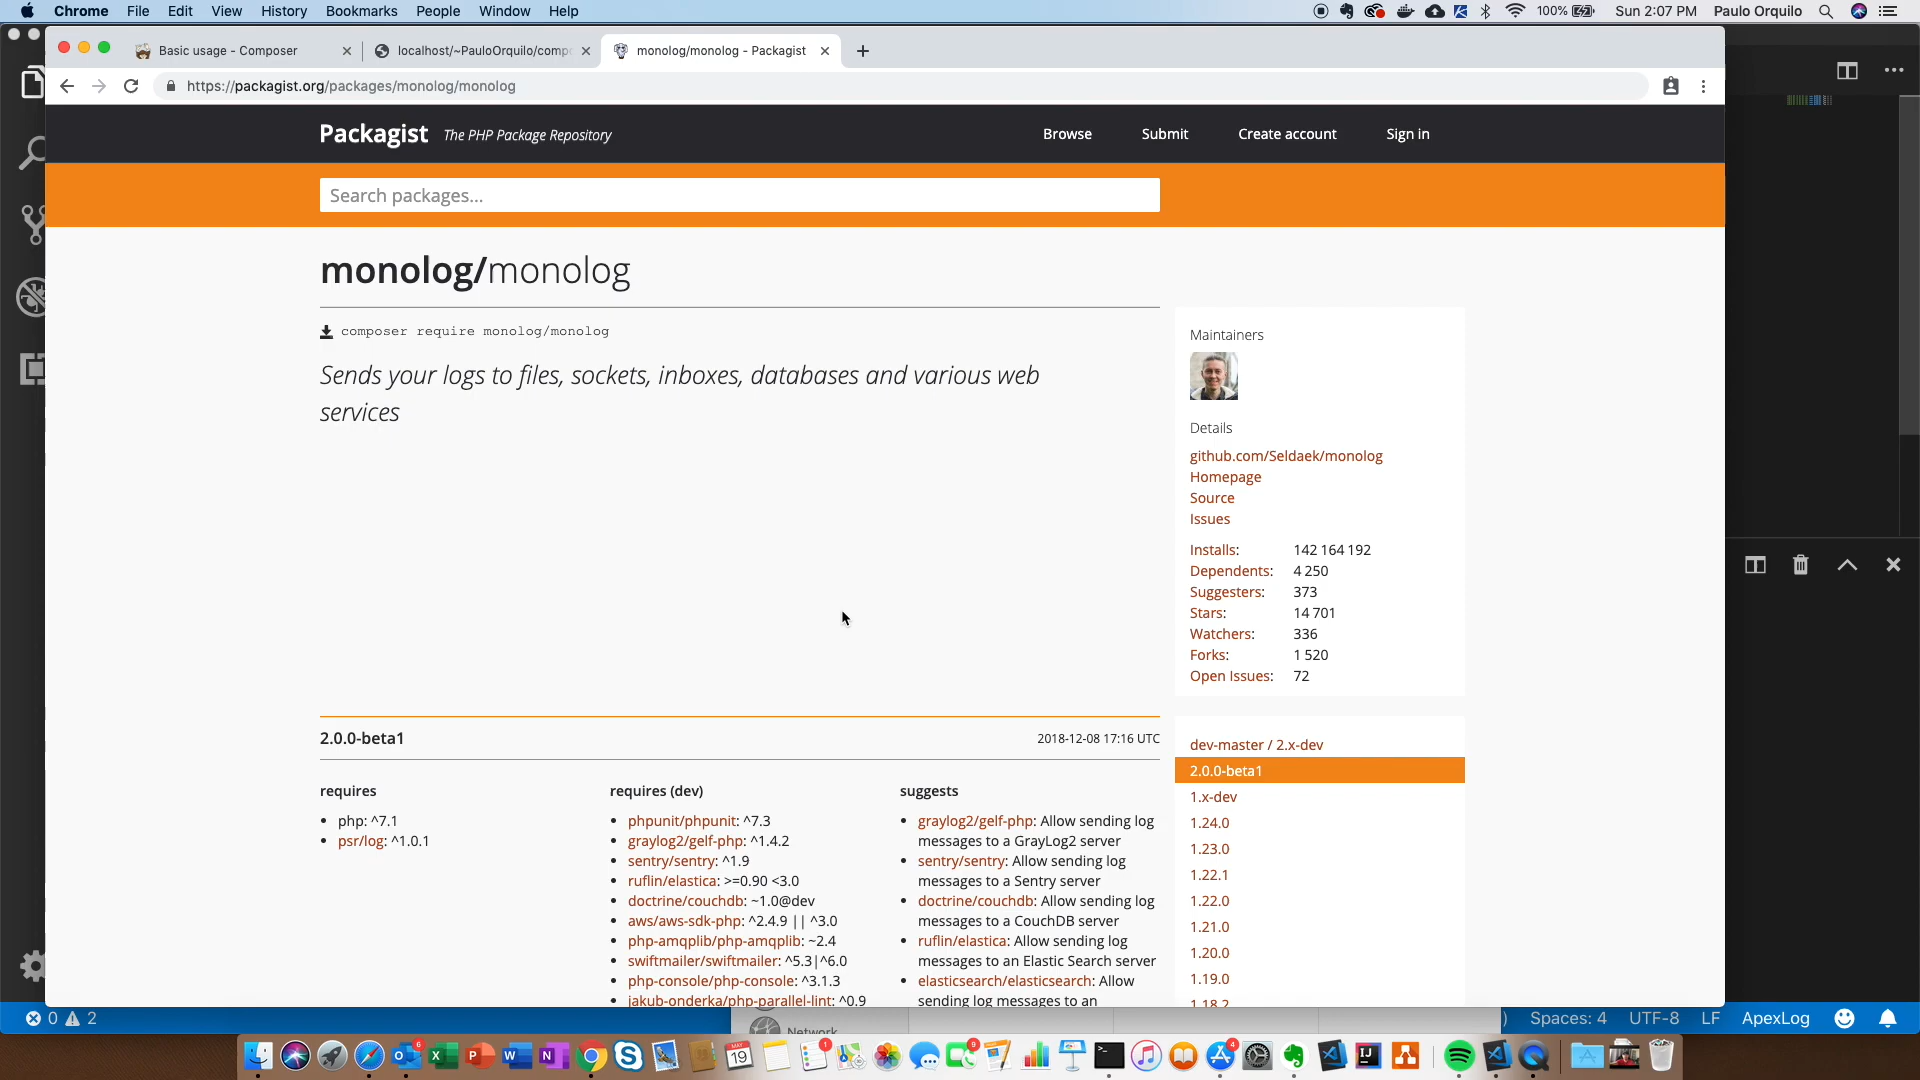 Chrome File Edit View History Bookmarks People Window Help
100% Sun 2:07 PM Paulo Orquilo
Basic usage - Composer
localhost/~PauloOrquilo/compo
monolog/monolog - Packagist
https://packagist.org/packages/monolog/monolog
Packagist The PHP Package Repository
Browse Submit Create account Sign in
Search packages...
monolog/monolog
composer require monolog/monolog
Sends your logs to files, sockets, inboxes, databases and various web
services
Maintainers
Details
github.com/Seldaek/monolog
Homepage
Source
Issues
Installs: 142 164 192
Dependents: 4 250
Suggesters: 373
Stars: 14 701
Watchers: 336
Forks: 1 520
Open Issues: 72
2.0.0-beta1 2018-12-08 17:16 UTC
requires
php: ^7.1
psr/log: ^1.0.1
requires (dev)
phpunit/phpunit: ^7.3
graylog2/gelf-php: ^1.4.2
sentry/sentry: ^1.9
ruflin/elastica: >=0.90 <3.0
doctrine/couchdb: ~1.0@dev
aws/aws-sdk-php: ^2.4.9 || ^3.0
php-amqplib/php-amqplib: ~2.4
swiftmailer/swiftmailer: ^5.3|^6.0
php-console/php-console: ^3.1.3
jakub-onderka/php-parallel-lint: ^0.9
suggests
graylog2/gelf-php: Allow sending log
messages to a GrayLog2 server
sentry/sentry: Allow sending log
messages to a Sentry server
doctrine/couchdb: Allow sending log
messages to a CouchDB server
ruflin/elastica: Allow sending log
messages to an Elastic Search server
elasticsearch/elasticsearch: Allow
sending log messages to an
dev-master / 2.x-dev
2.0.0-beta1
1.x-dev
1.24.0
1.23.0
1.22.1
1.22.0
1.21.0
1.20.0
1.19.0
1.18.2
0 2
Network
) Spaces: 4 UTF-8 LF ApexLog
6
MAY
19
1
9
4